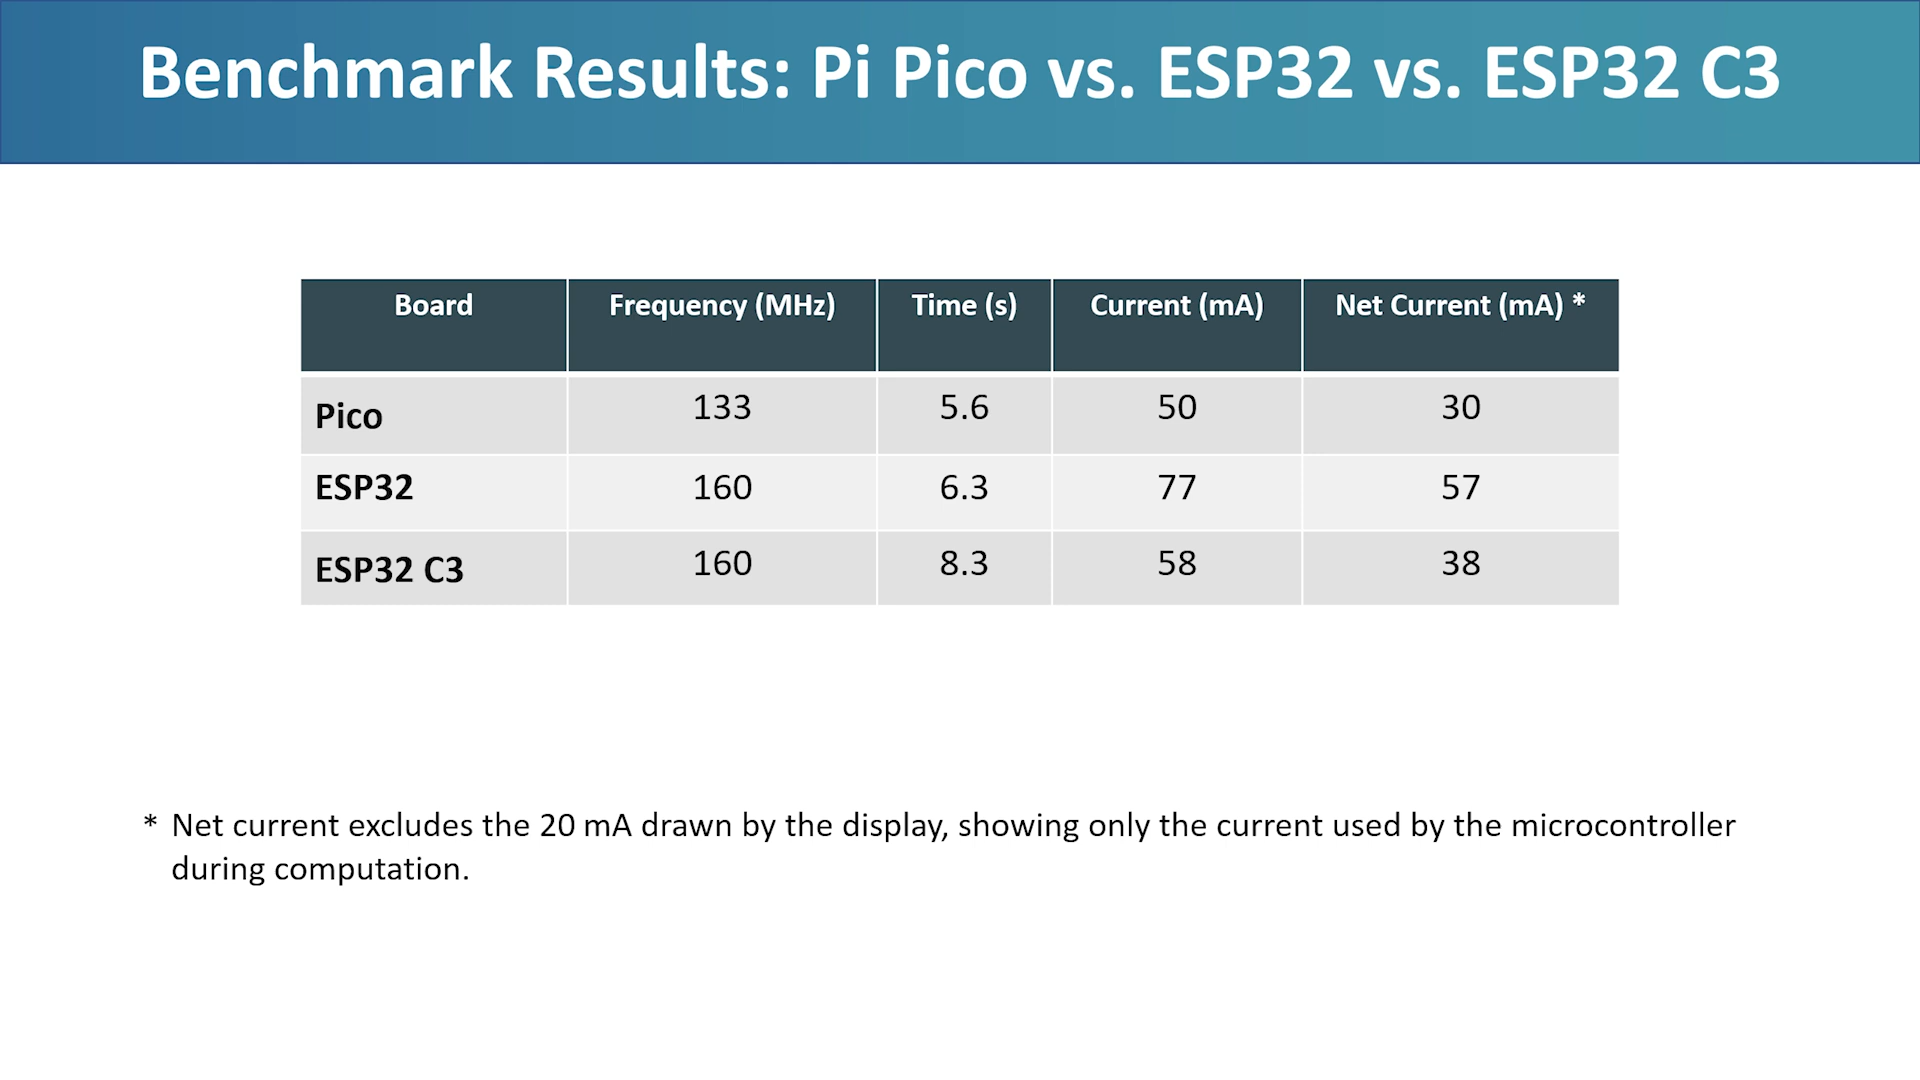 Benchmark Results: Pi Pico vs. ESP32 vs. ESP32 C3
Board Frequency (MHz) Time (s) Current (mA) Net Current (mA) *
Pico 133 5.6 50 30
ESP32 160 6.3 77 57
ESP32 C3 160 8.3 58 38
* Net current excludes the 20 mA drawn by the display, showing only the current used by the microcontroller
during computation.